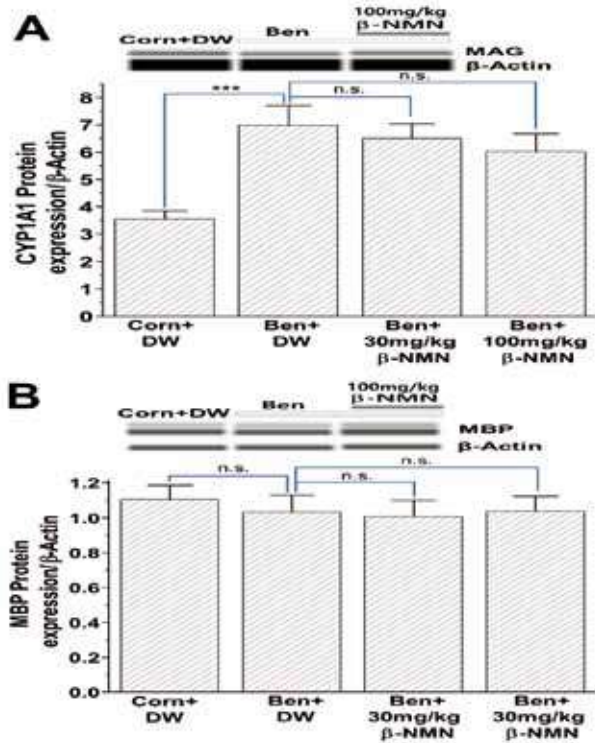 A
Corn+DW Ben 100mg/kg
β-NMN
MAG
β-Actin
*** n.s. n.s.
CYP1A1 Protein
expression/β-Actin
8
7
6
5
4
3
2
1
0
Corn+
DW
Ben+
DW
Ben+
30mg/kg
β-NMN
Ben+
100mg/kg
β-NMN
B
Corn+DW Ben 100mg/kg
β-NMN
MBP
β-Actin
n.s. n.s. n.s.
MBP Protein
expression/β-Actin
1.2
1.0
0.8
0.6
0.4
0.2
0.0
Corn+
DW
Ben+
DW
Ben+
30mg/kg
β-NMN
Ben+
30mg/kg
β-NMN